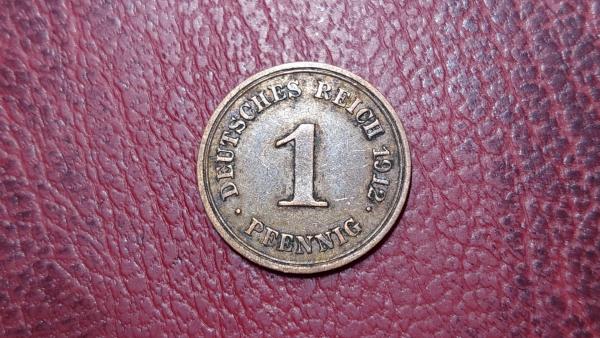 DEUTSCHES REICH 1912
1
· PFENNIG ·